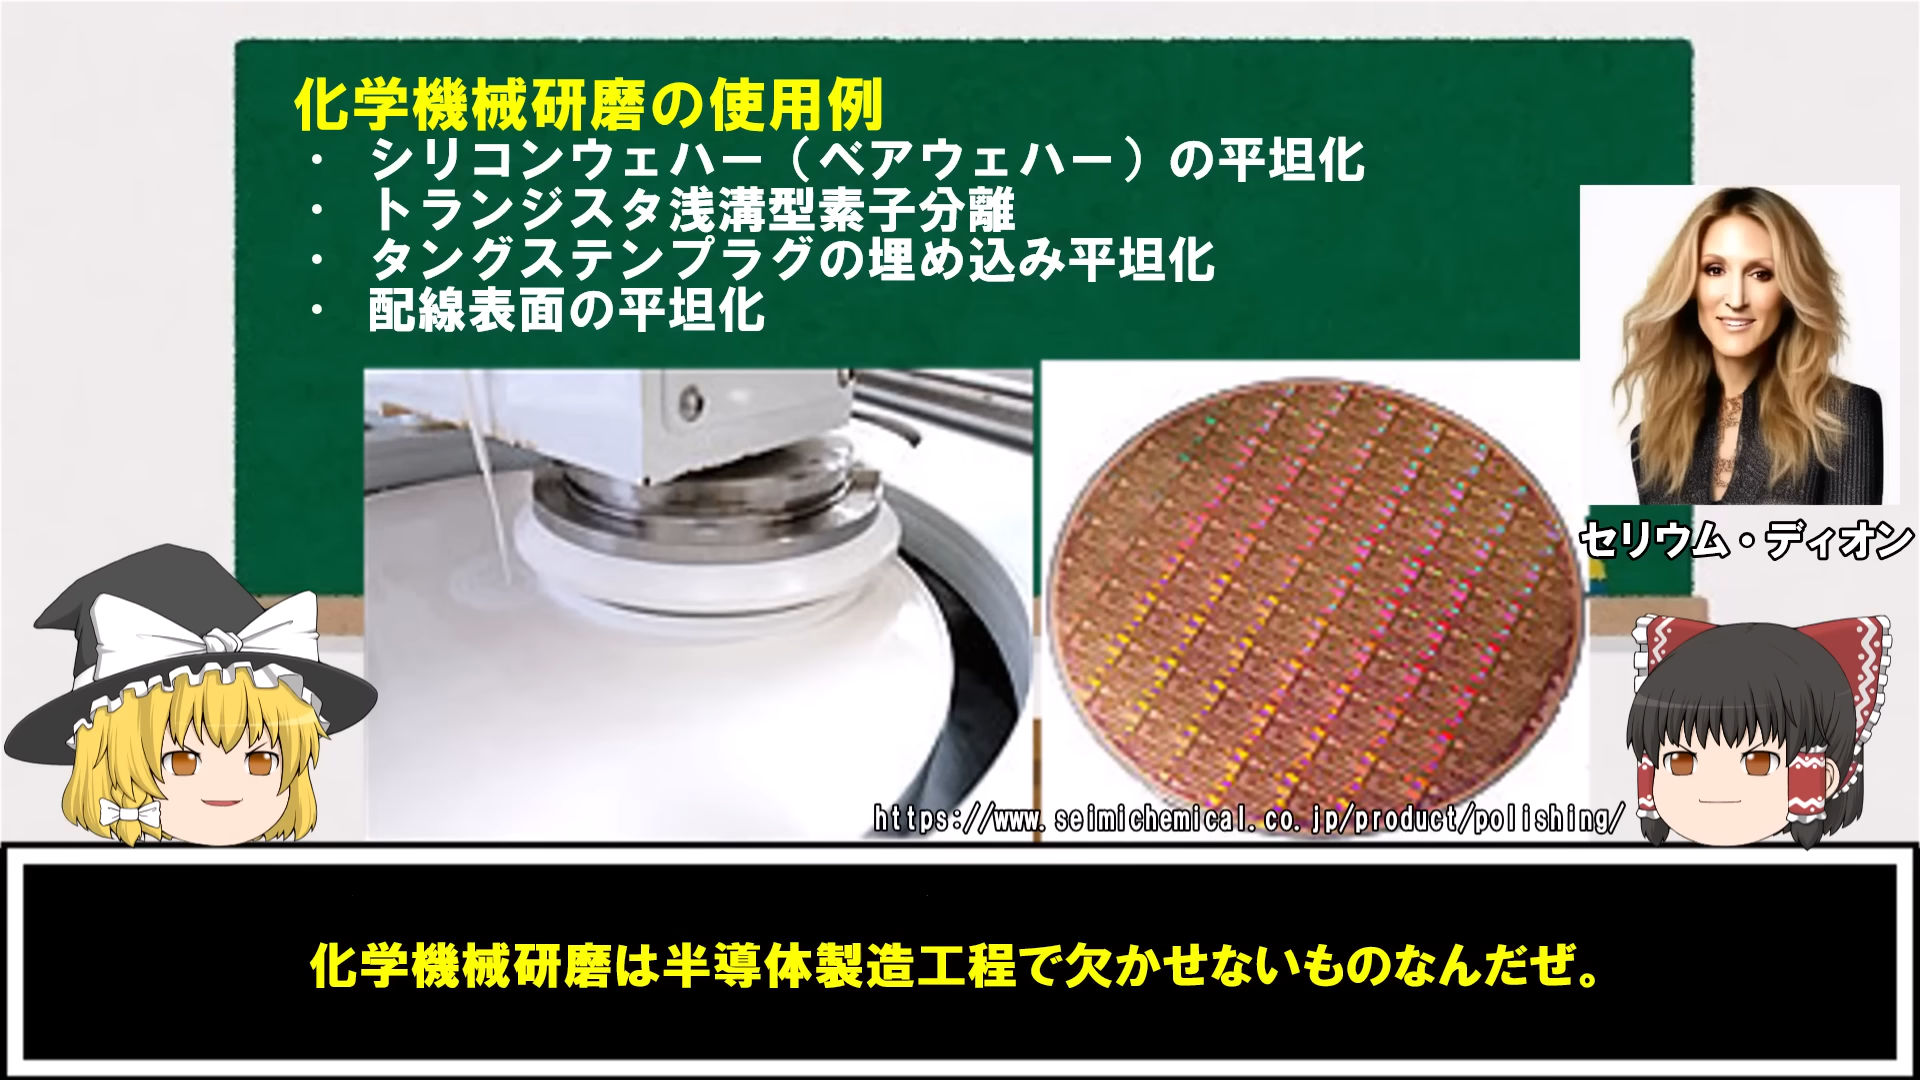 化学機械研磨の使用例
・ シリコンウェハー（ベアウェハー）の平坦化
・ トランジスタ浅溝型素子分離
・ タングステンプラグの埋め込み平坦化
・ 配線表面の平坦化
セリウム・ディオン
https://www.seimichemical.co.jp/product/polishing/
化学機械研磨は半導体製造工程で欠かせないものなんだぜ。